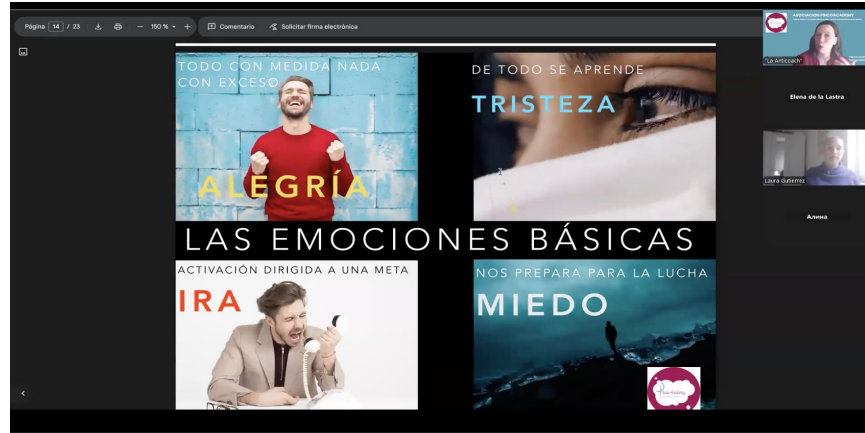 Página 14 / 23
150 %
Comentario
Solicitar firma electrónica
TODO CON MEDIDA NADA
CON EXCESO
ALEGRÍA
DE TODO SE APRENDE
TRISTEZA
LAS EMOCIONES BÁSICAS
ACTIVACIÓN DIRIGIDA A UNA META
IRA
NOS PREPARA PARA LA LUCHA
MIEDO
ASOCIACION PSICOACADEMY
"La Anticoach"
Elena de la Lastra
Laura Gutierrez
Алина